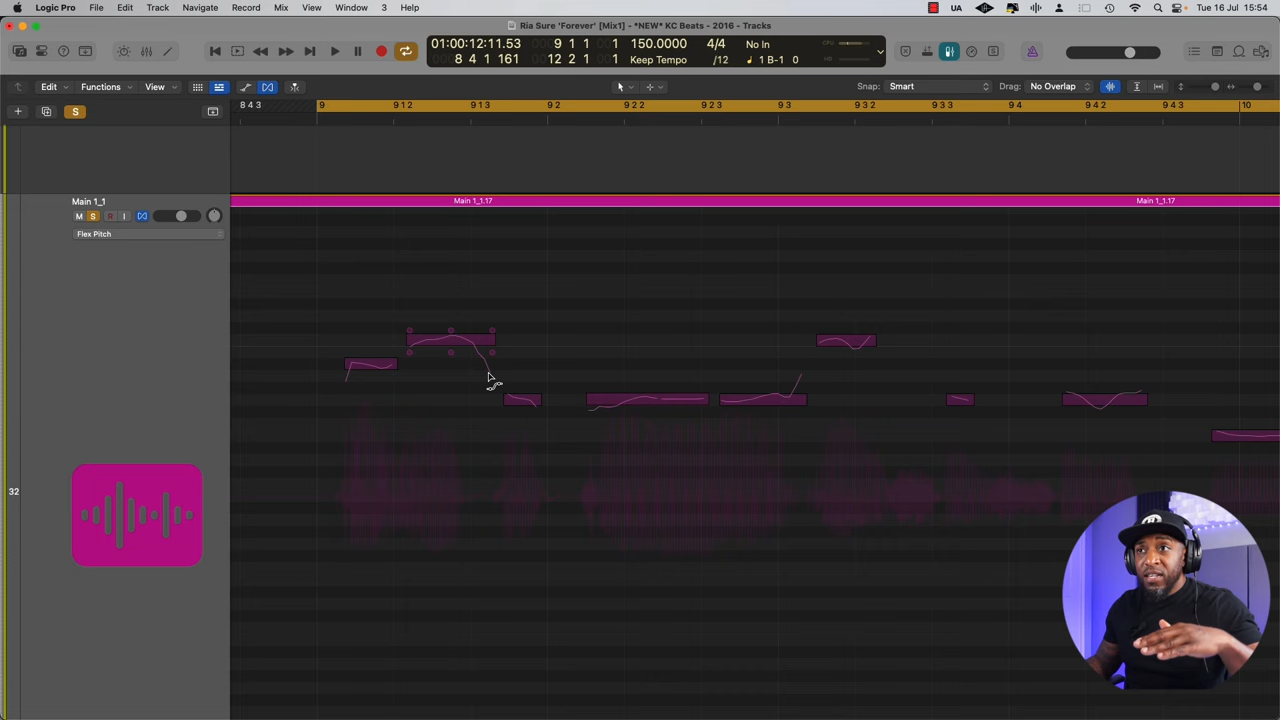 Logic Pro File Edit Track Navigate Record Mix View Window 3 Help UA Tue 16 Jul 15:54
Ria Sure 'Forever' [Mix1] - *NEW* KC Beats - 2016 - Tracks
01:00:12:11.53 9 1 1 1 150.0000 4/4 No In CPU
8 4 1 161 12 2 1 1 Keep Tempo /12 1 B-1 0 HD
Edit Functions View Snap: Smart Drag: No Overlap
8 4 3 9 9 1 2 9 1 3 9 2 9 2 2 9 2 3 9 3 9 3 2 9 3 3 9 4 9 4 2 9 4 3 10
S
Main 1_1 Main 1_1.17 Main 1_1.17
M S R I
Flex Pitch
32